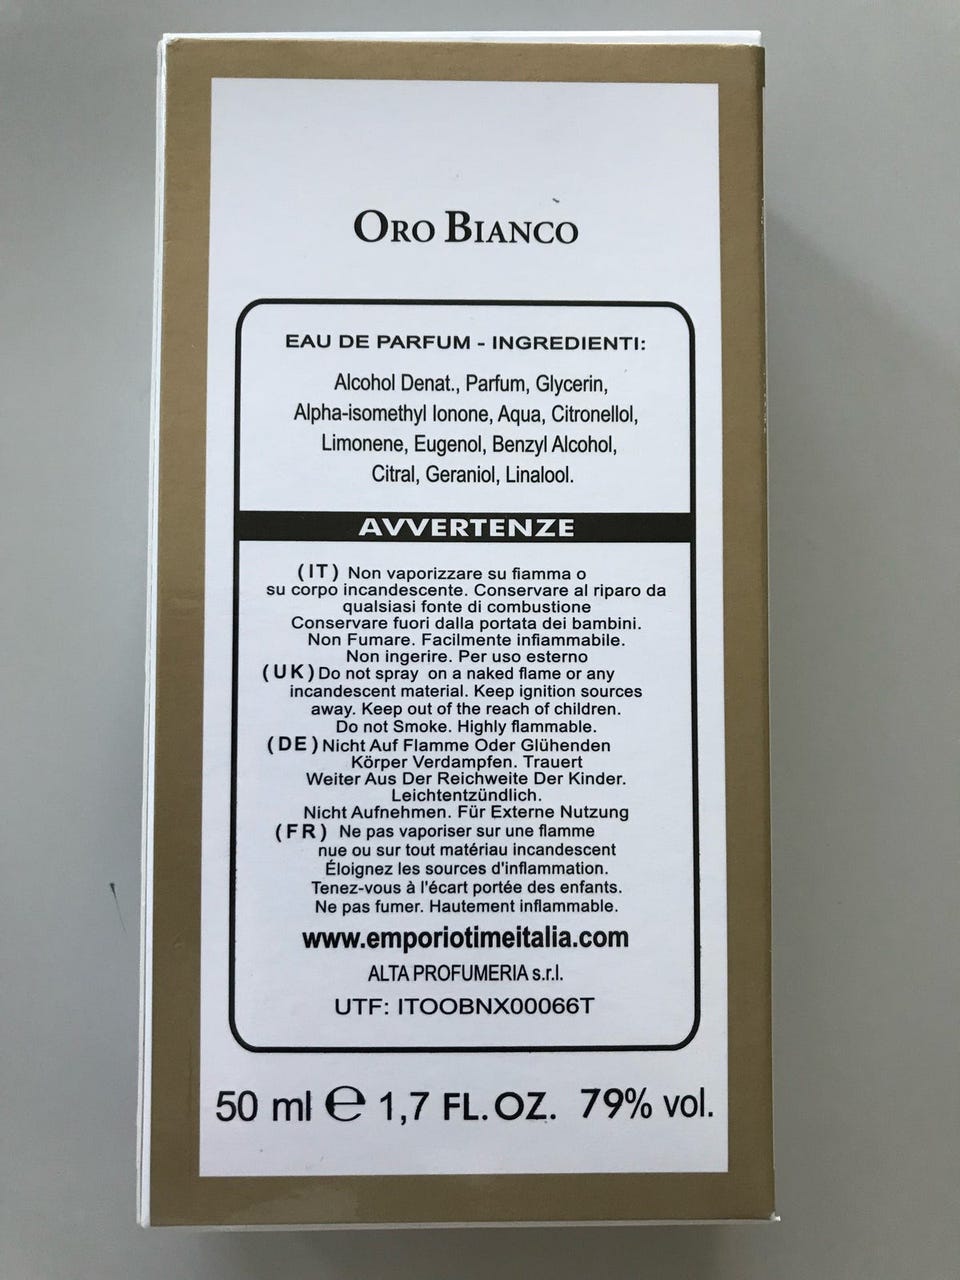 ORO BIANCO
EAU DE PARFUM - INGREDIENTI:
Alcohol Denat., Parfum, Glycerin,
Alpha-isomethyl Ionone, Aqua, Citronellol,
Limonene, Eugenol, Benzyl Alcohol,
Citral, Geraniol, Linalool.
AVVERTENZE
(IT) Non vaporizzare su fiamma o
su corpo incandescente. Conservare al riparo da
qualsiasi fonte di combustione
Conservare fuori dalla portata dei bambini.
Non Fumare. Facilmente infiammabile.
Non ingerire. Per uso esterno
(UK) Do not spray on a naked flame or any
incandescent material. Keep ignition sources
away. Keep out of the reach of children.
Do not Smoke. Highly flammable.
(DE) Nicht Auf Flamme Oder Glühenden
Körper Verdampfen. Trauert
Weiter Aus Der Reichweite Der Kinder.
Leichtentzündlich.
Nicht Aufnehmen. Für Externe Nutzung
(FR) Ne pas vaporiser sur une flamme
nue ou sur tout matériau incandescent
Éloignez les sources d'inflammation.
Tenez-vous à l'écart portée des enfants.
Ne pas fumer. Hautement inflammable.
www.emporiotimeitalia.com
ALTA PROFUMERIA s.r.l.
UTF: ITOOBNX00066T
50 ml ℮ 1,7 FL.OZ. 79% vol.